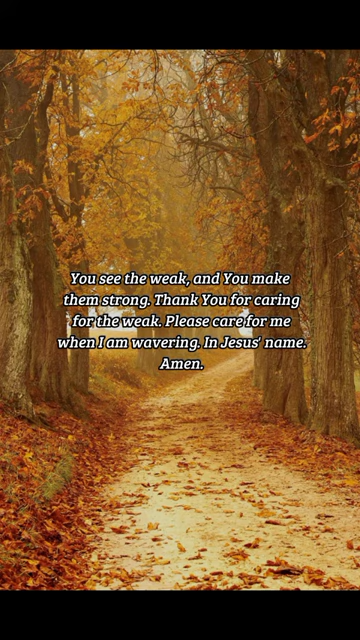 You see the weak, and You make
them strong. Thank You for caring
for the weak. Please care for me
when I am wavering. In Jesus' name.
Amen.